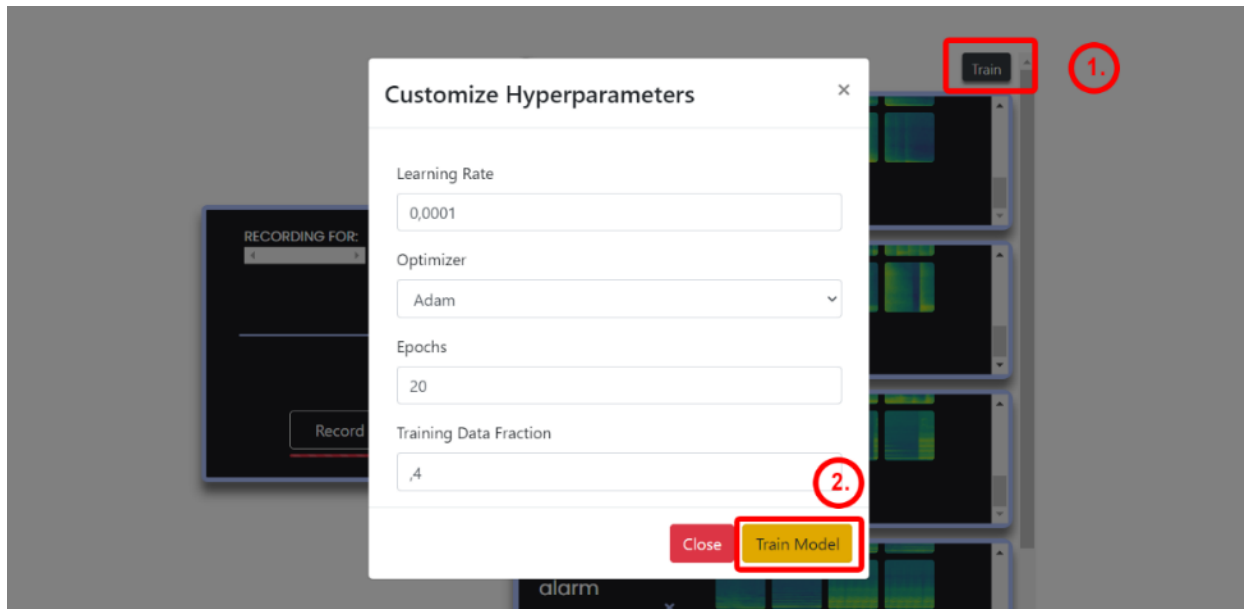 Train
1.
Customize Hyperparameters
×
Learning Rate
0,0001
RECORDING FOR:
Optimizer
Adam
Epochs
20
Record
Training Data Fraction
,4
2.
Close
Train Model
alarm